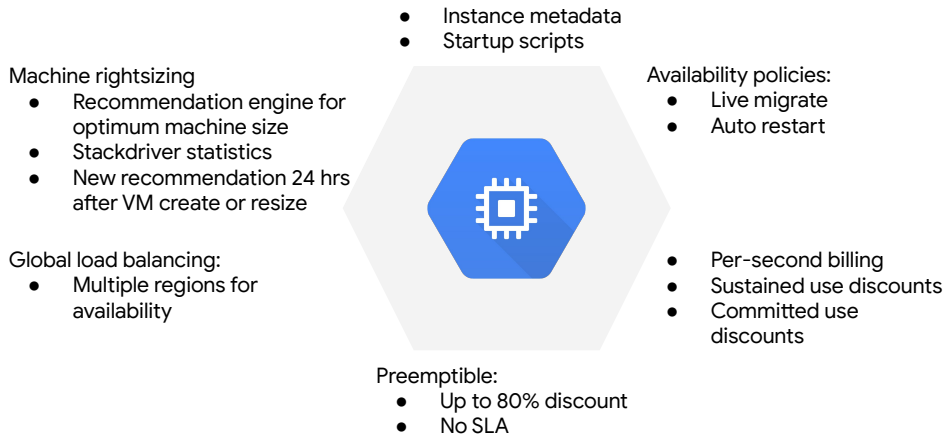 ● Instance metadata
● Startup scripts
Machine rightsizing
● Recommendation engine for
optimum machine size
● Stackdriver statistics
● New recommendation 24 hrs
after VM create or resize
Availability policies:
● Live migrate
● Auto restart
Global load balancing:
● Multiple regions for
availability
● Per-second billing
● Sustained use discounts
● Committed use
discounts
Preemptible:
● Up to 80% discount
● No SLA